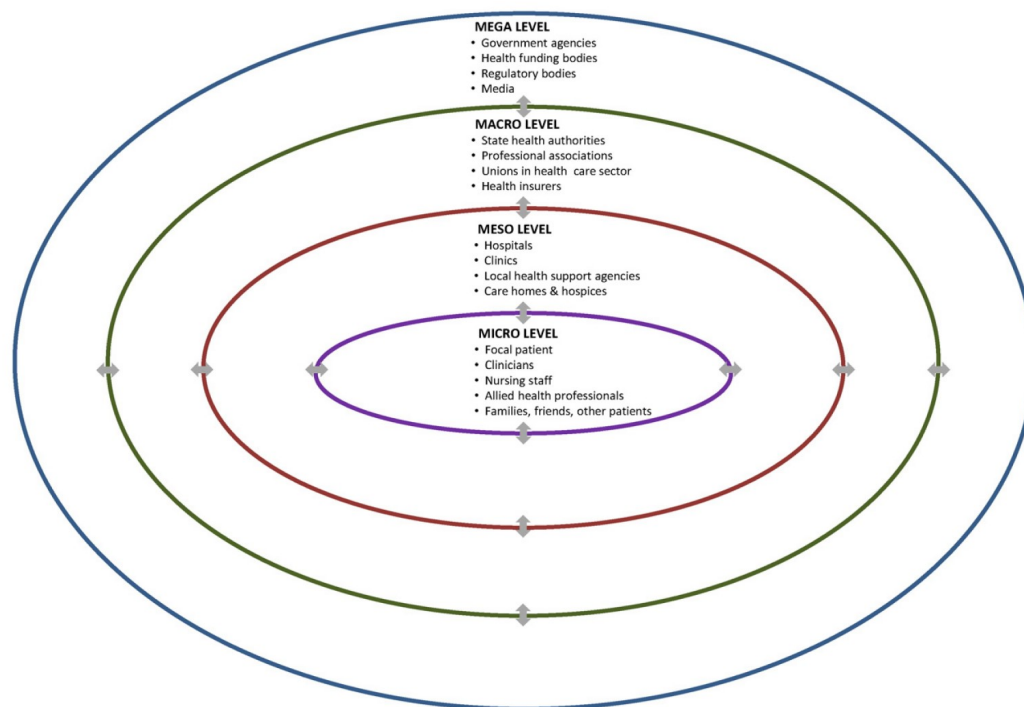 MEGA LEVEL
• Government agencies
• Health funding bodies
• Regulatory bodies
• Media
MACRO LEVEL
• State health authorities
• Professional associations
• Unions in health care sector
• Health insurers
MESO LEVEL
• Hospitals
• Clinics
• Local health support agencies
• Care homes & hospices
MICRO LEVEL
• Focal patient
• Clinicians
• Nursing staff
• Allied health professionals
• Families, friends, other patients